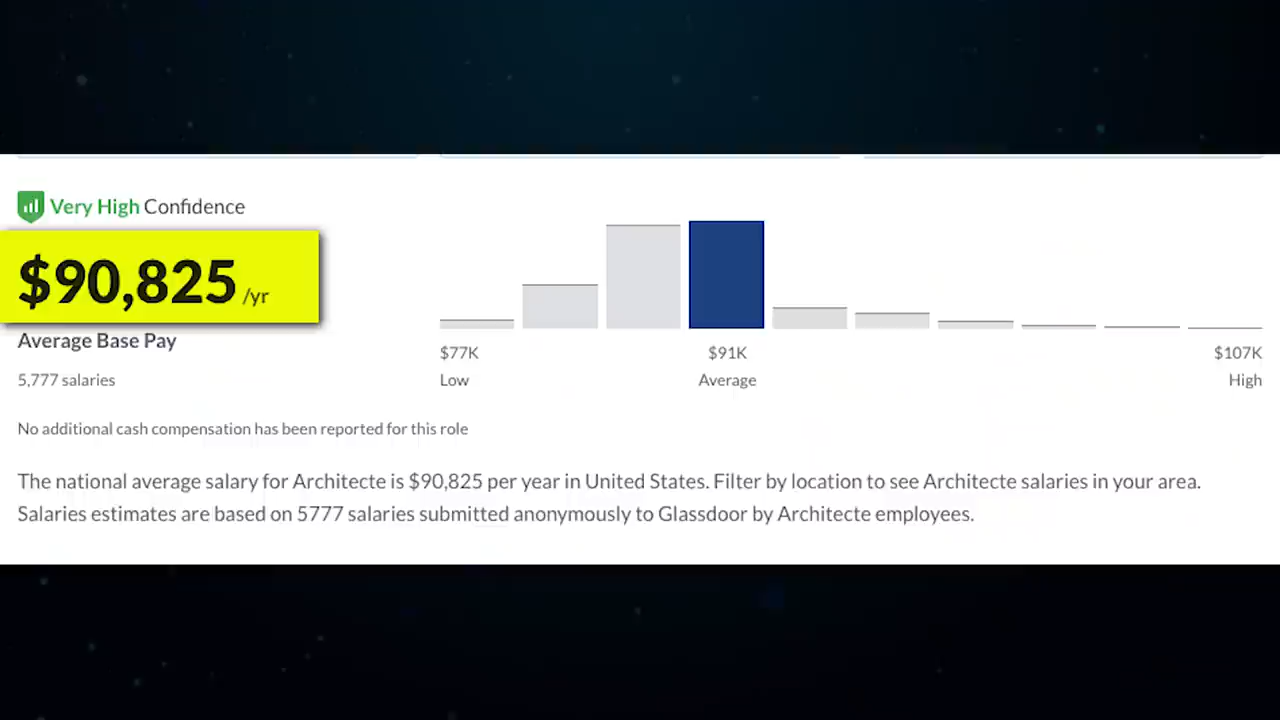 Very High Confidence
$90,825 /yr
Average Base Pay
5,777 salaries
$77K
Low
$91K
Average
$107K
High
No additional cash compensation has been reported for this role
The national average salary for Architecte is $90,825 per year in United States. Filter by location to see Architecte salaries in your area.
Salaries estimates are based on 5777 salaries submitted anonymously to Glassdoor by Architecte employees.